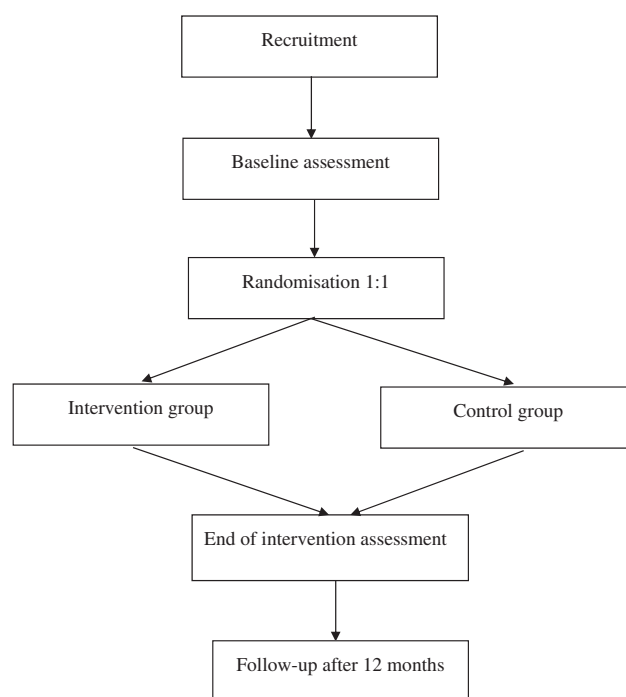 Recruitment
Baseline assessment
Randomisation 1:1
Intervention group
Control group
End of intervention assessment
Follow-up after 12 months